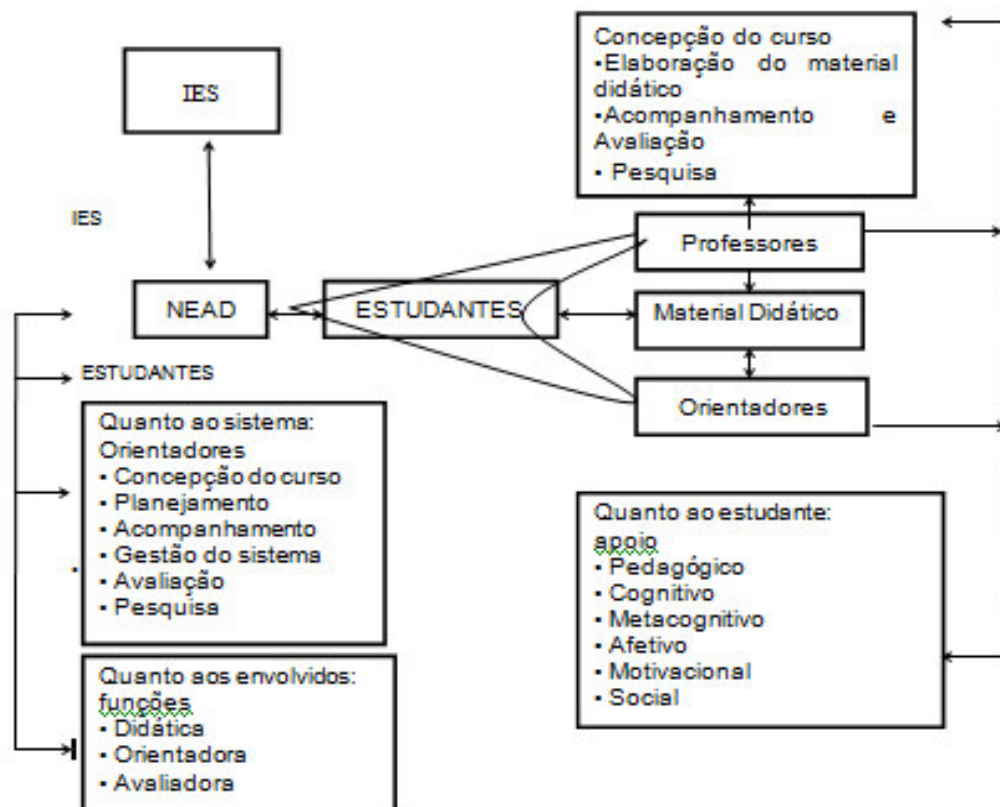 IES
IES
NEAD
ESTUDANTES
ESTUDANTES
Quanto ao sistema:
Orientadores
▪ Concepção do curso
▪ Planejamento
▪ Acompanhamento
▪ Gestão do sistema
▪ Avaliação
▪ Pesquisa
Quanto aos envolvidos:
funções
▪ Didática
▪ Orientadora
▪ Avaliadora
Concepção do curso
▪Elaboração do material
didático
▪Acompanhamento e
Avaliação
▪ Pesquisa
Professores
Material Didático
Orientadores
Quanto ao estudante:
apoio
▪ Pedagógico
▪ Cognitivo
▪ Metacognitivo
▪ Afetivo
▪ Motivacional
▪ Social